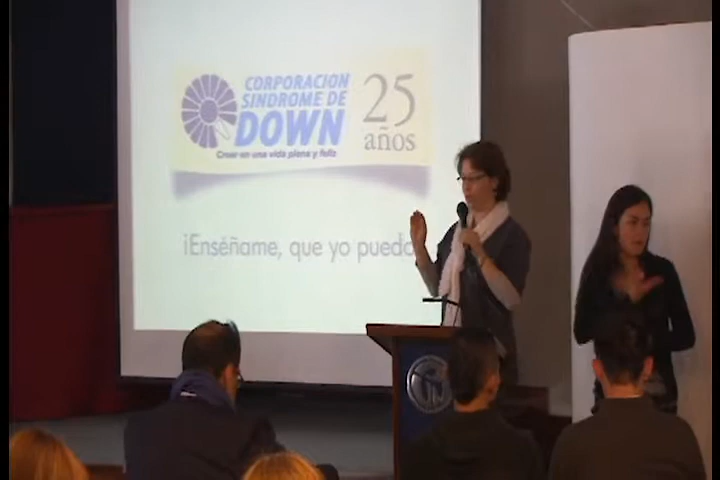 CORPORACION
SINDROME DE
DOWN
Creer en una vida plena y feliz
25
años
¡Enséñame, que yo puedo